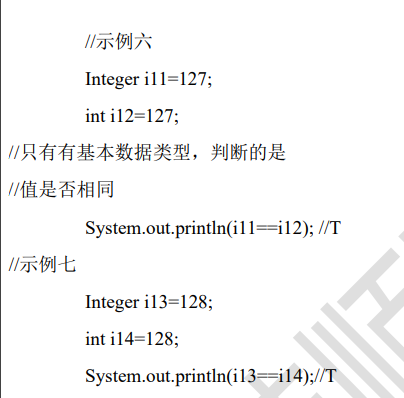 //示例六
Integer i11=127;
int i12=127;
//只有有基本数据类型，判断的是
//值是否相同
System.out.println(i11==i12); //T
//示例七
Integer i13=128;
int i14=128;
System.out.println(i13==i14);//T